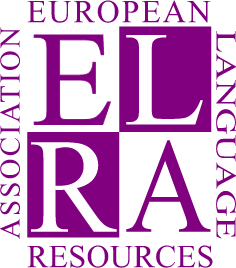 EUROPEAN
LANGUAGE
RESOURCES
ASSOCIATION
EL
RA